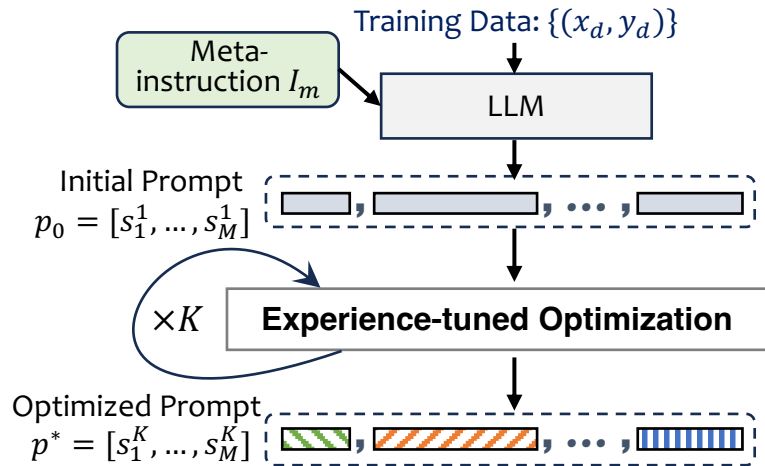 Training Data: {(x_d, y_d)}
Meta-
instruction I_m
LLM
Initial Prompt
p_0 = [s_1^1, ..., s_M^1]
, , ... ,
×K
Experience-tuned Optimization
Optimized Prompt
p* = [s_1^K, ..., s_M^K]
, , ... ,